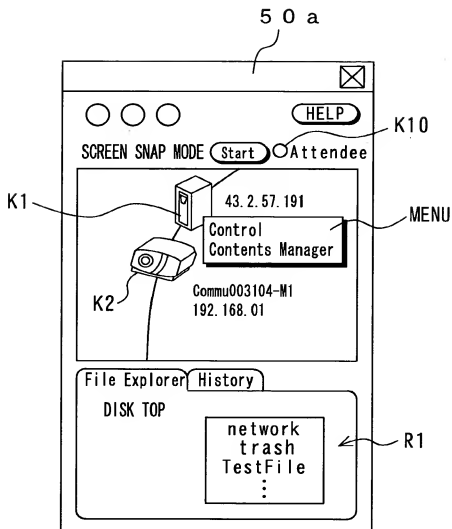 50a
HELP
K10
SCREEN SNAP MODE Start Attendee
K1
43.2.57.191
MENU
Control
Contents Manager
K2
Commu003104-M1
192.168.01
File Explorer History
DISK TOP
network
trash
TestFile
⋮
R1